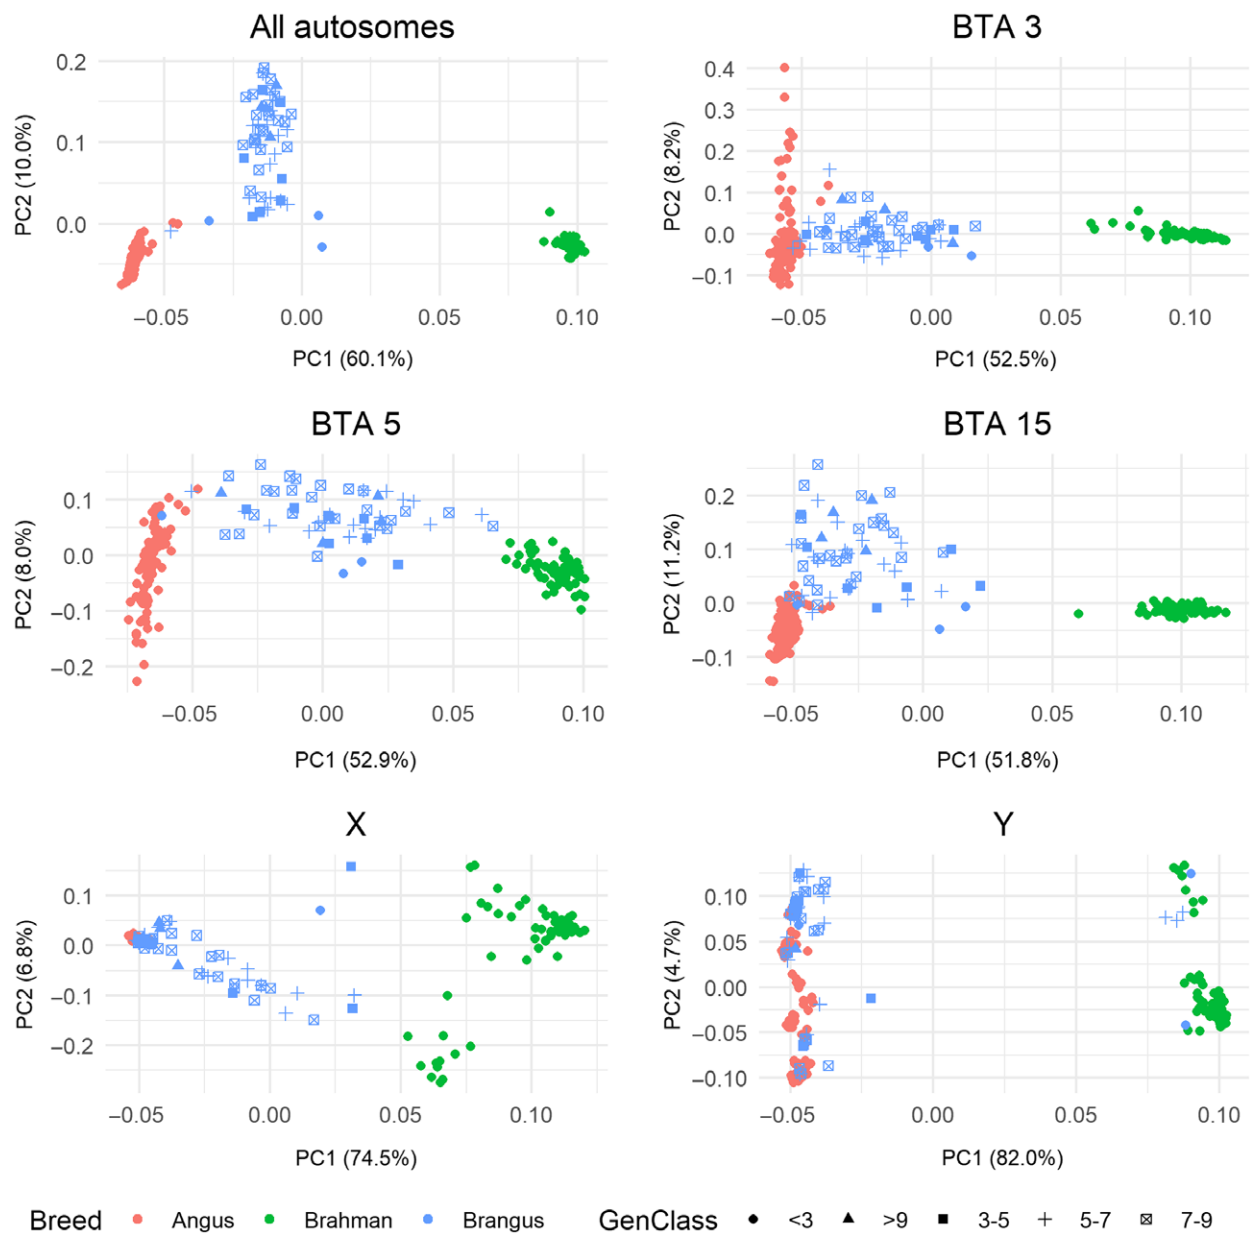 All autosomes
0.2
0.1
0.0
PC2 (10.0%)
−0.05 0.00 0.05 0.10
PC1 (60.1%)
BTA 3
0.4
0.3
0.2
0.1
0.0
−0.1
PC2 (8.2%)
−0.05 0.00 0.05 0.10
PC1 (52.5%)
BTA 5
0.1
0.0
−0.1
−0.2
PC2 (8.0%)
−0.05 0.00 0.05 0.10
PC1 (52.9%)
BTA 15
0.2
0.1
0.0
−0.1
PC2 (11.2%)
−0.05 0.00 0.05 0.10
PC1 (51.8%)
X
0.1
0.0
−0.1
−0.2
PC2 (6.8%)
−0.05 0.00 0.05 0.10
PC1 (74.5%)
Y
0.10
0.05
0.00
−0.05
−0.10
PC2 (4.7%)
−0.05 0.00 0.05 0.10
PC1 (82.0%)
Breed Angus Brahman Brangus GenClass <3 >9 3-5 5-7 7-9